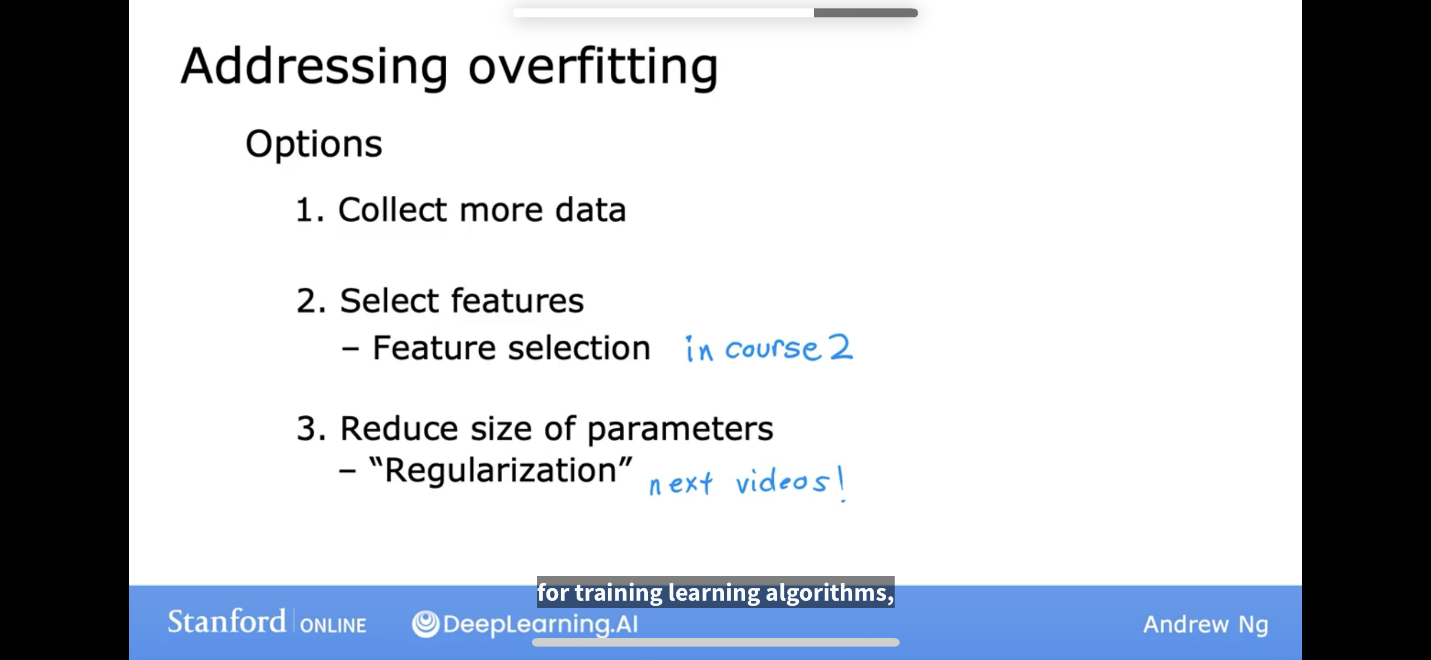 Addressing overfitting
Options
1. Collect more data
2. Select features
– Feature selection in course 2
3. Reduce size of parameters
– “Regularization” next videos!
for training learning algorithms,
Stanford | ONLINE DeepLearning.AI Andrew Ng